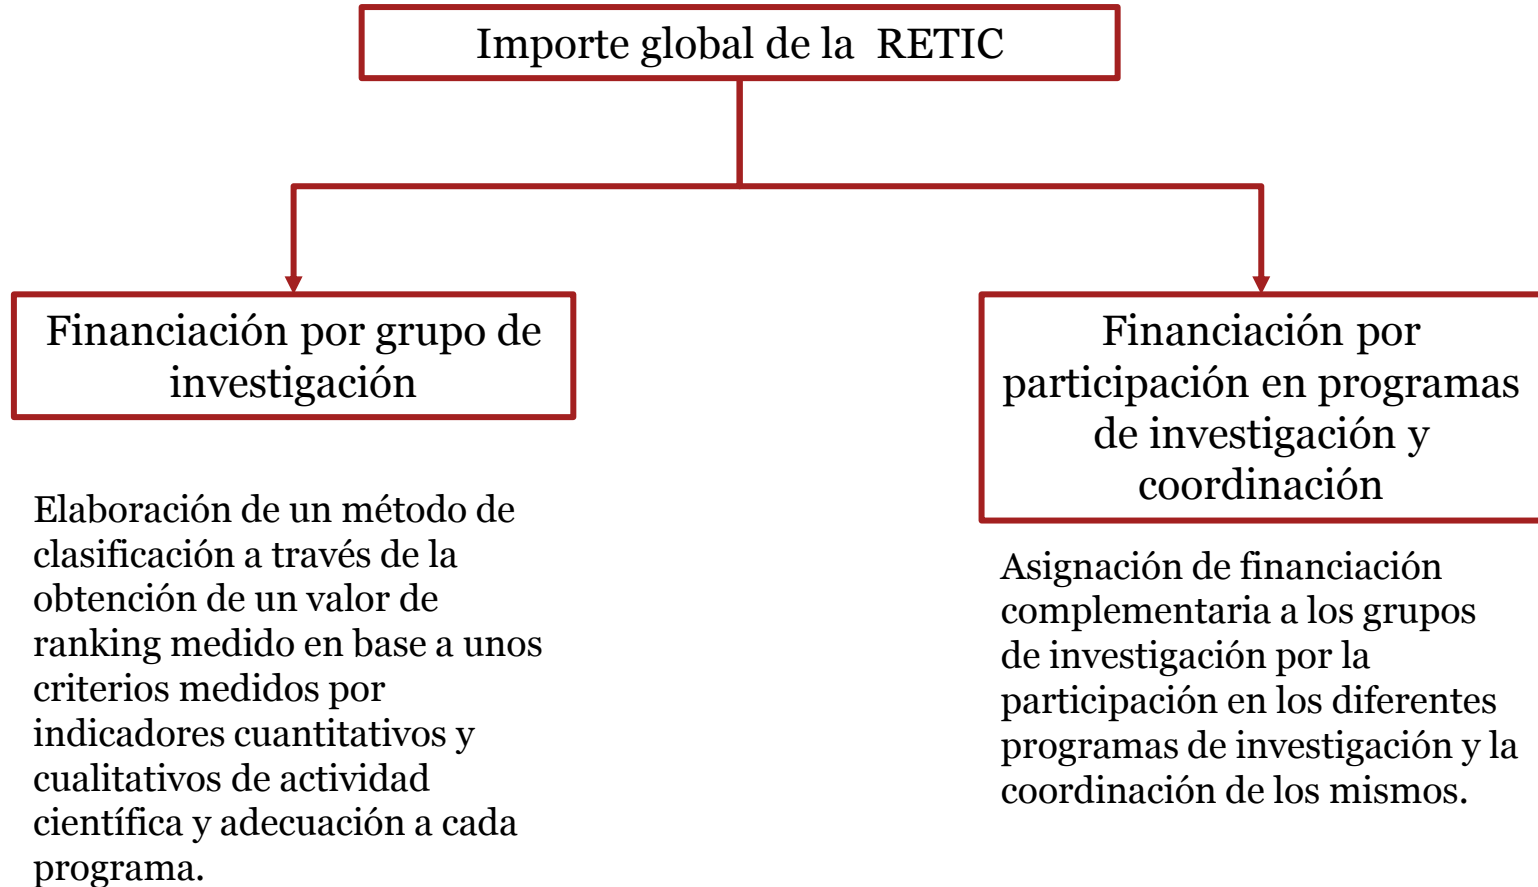 Importe global de la RETIC
Financiación por grupo de
investigación
Elaboración de un método de
clasificación a través de la
obtención de un valor de
ranking medido en base a unos
criterios medidos por
indicadores cuantitativos y
cualitativos de actividad
científica y adecuación a cada
programa.
Financiación por
participación en programas
de investigación y
coordinación
Asignación de financiación
complementaria a los grupos
de investigación por la
participación en los diferentes
programas de investigación y la
coordinación de los mismos.